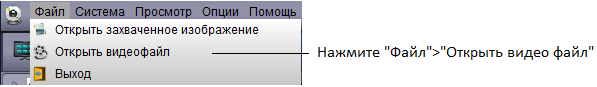 Файл Система Просмотр Опции Помощь
Открыть захваченное изображение
Открыть видеофайл
Нажмите "Файл">"Открыть видео файл"
Выход